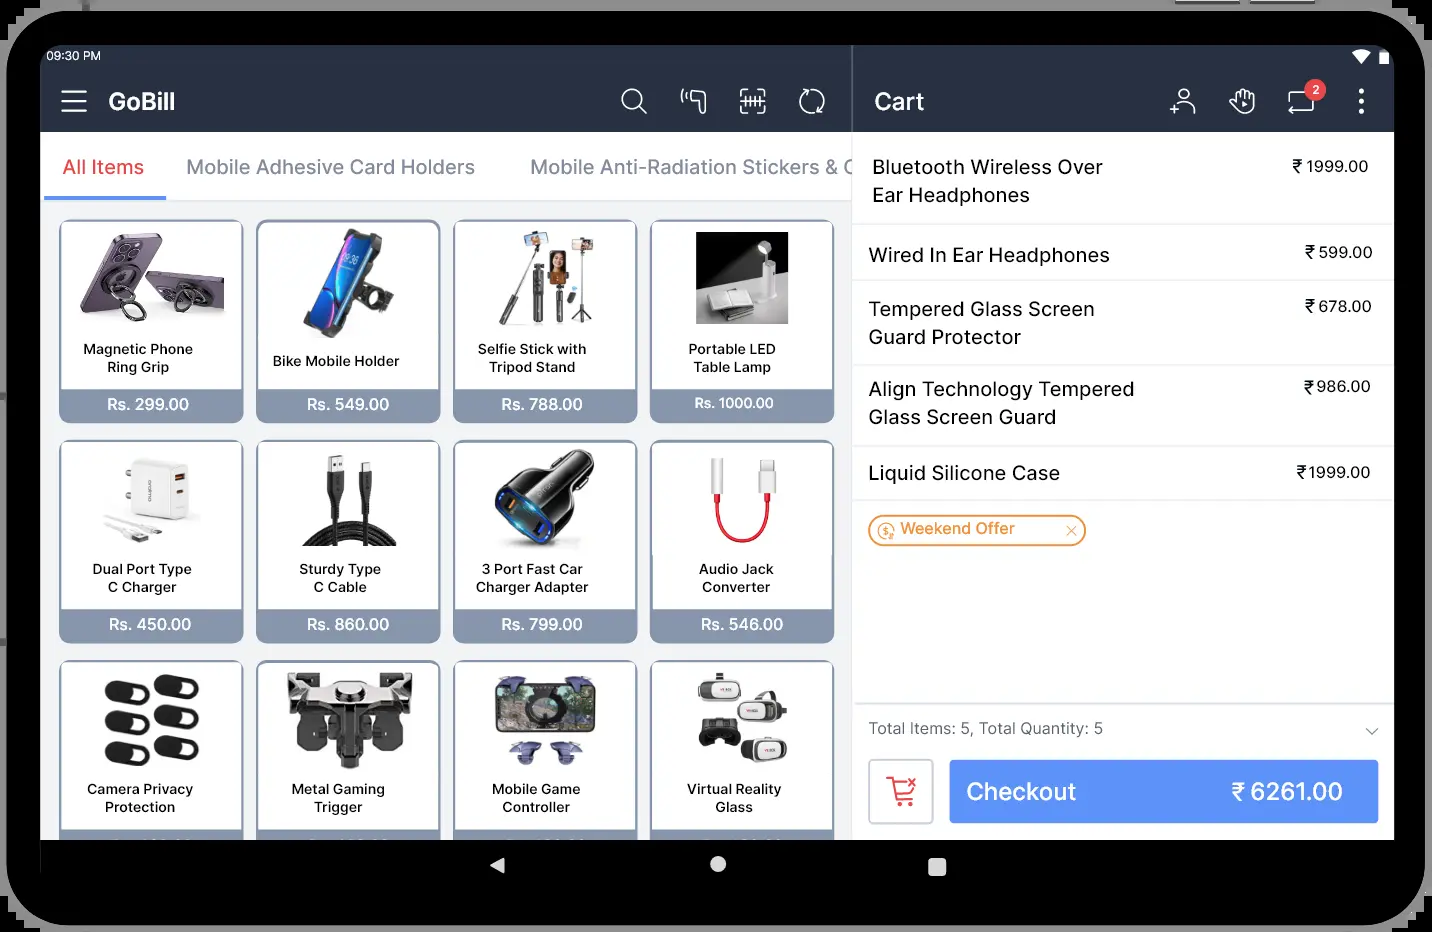 09:30 PM
GoBill
Cart
2
All Items
Mobile Adhesive Card Holders
Mobile Anti-Radiation Stickers & C
Magnetic Phone
Ring Grip
Rs. 299.00
Bike Mobile Holder
Rs. 549.00
Selfie Stick with
Tripod Stand
Rs. 788.00
Portable LED
Table Lamp
Rs. 1000.00
Dual Port Type
C Charger
Rs. 450.00
Sturdy Type
C Cable
Rs. 860.00
3 Port Fast Car
Charger Adapter
Rs. 799.00
Audio Jack
Converter
Rs. 546.00
Camera Privacy
Protection
Metal Gaming
Trigger
Mobile Game
Controller
Virtual Reality
Glass
Bluetooth Wireless Over
Ear Headphones
₹ 1999.00
Wired In Ear Headphones
₹ 599.00
Tempered Glass Screen
Guard Protector
₹ 678.00
Align Technology Tempered
Glass Screen Guard
₹ 986.00
Liquid Silicone Case
₹ 1999.00
Weekend Offer
Total Items: 5, Total Quantity: 5
Checkout
₹ 6261.00